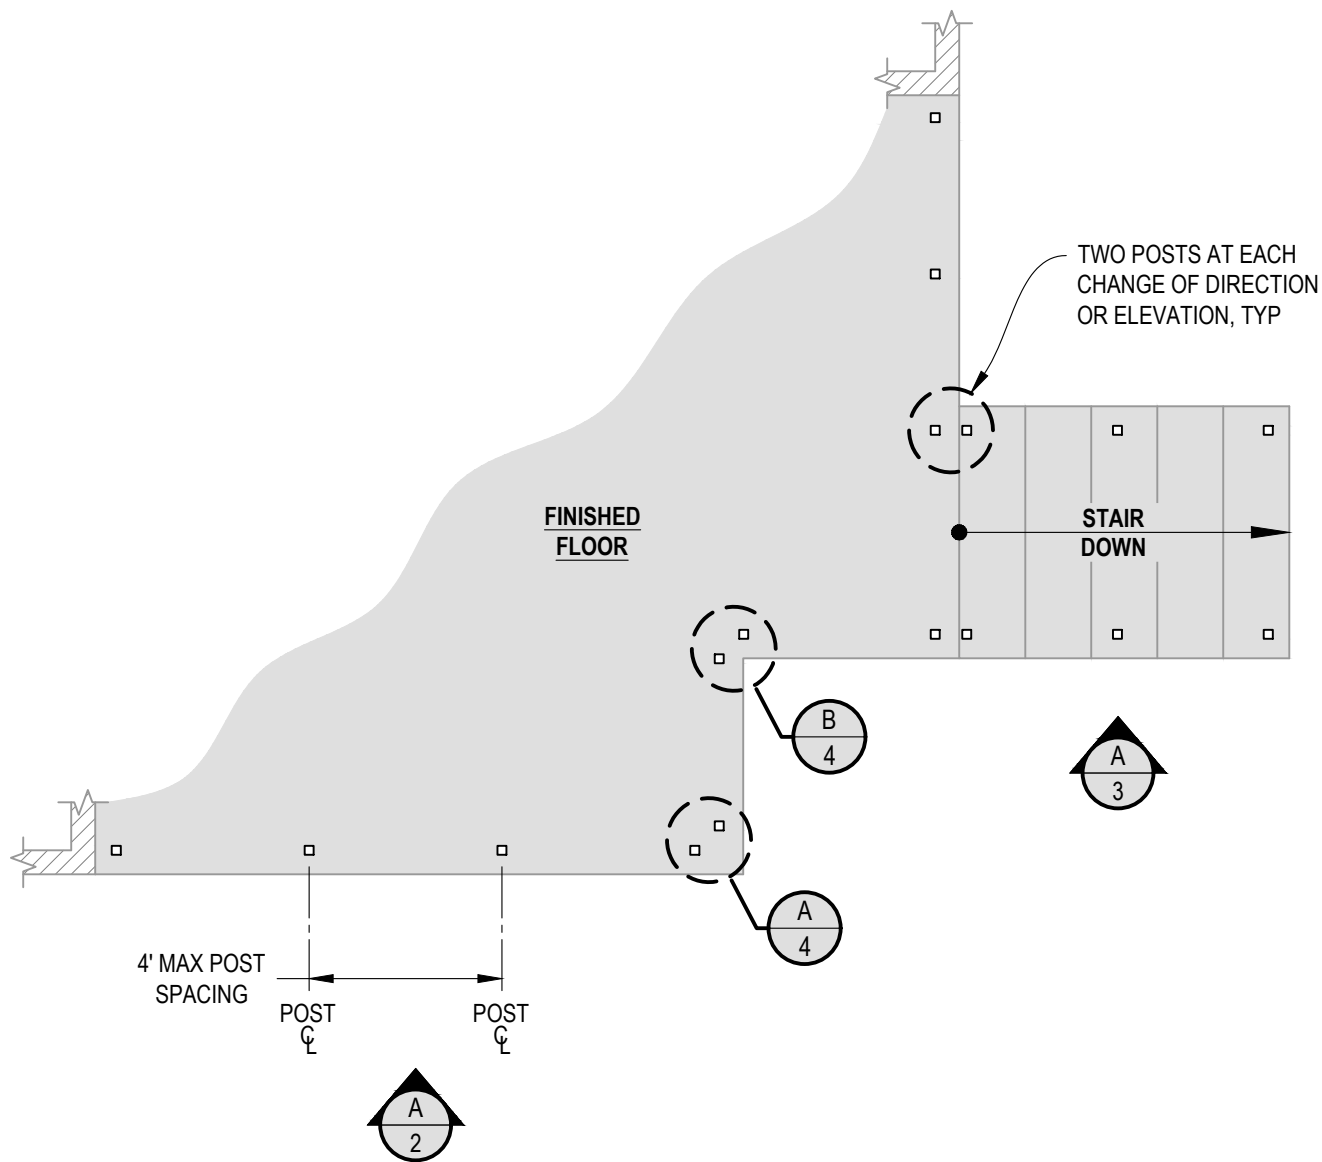 TWO POSTS AT EACH
CHANGE OF DIRECTION
OR ELEVATION, TYP
FINISHED
FLOOR
STAIR
DOWN
B
4
A
3
A
4
4' MAX POST
SPACING
POST
℄
POST
℄
A
2